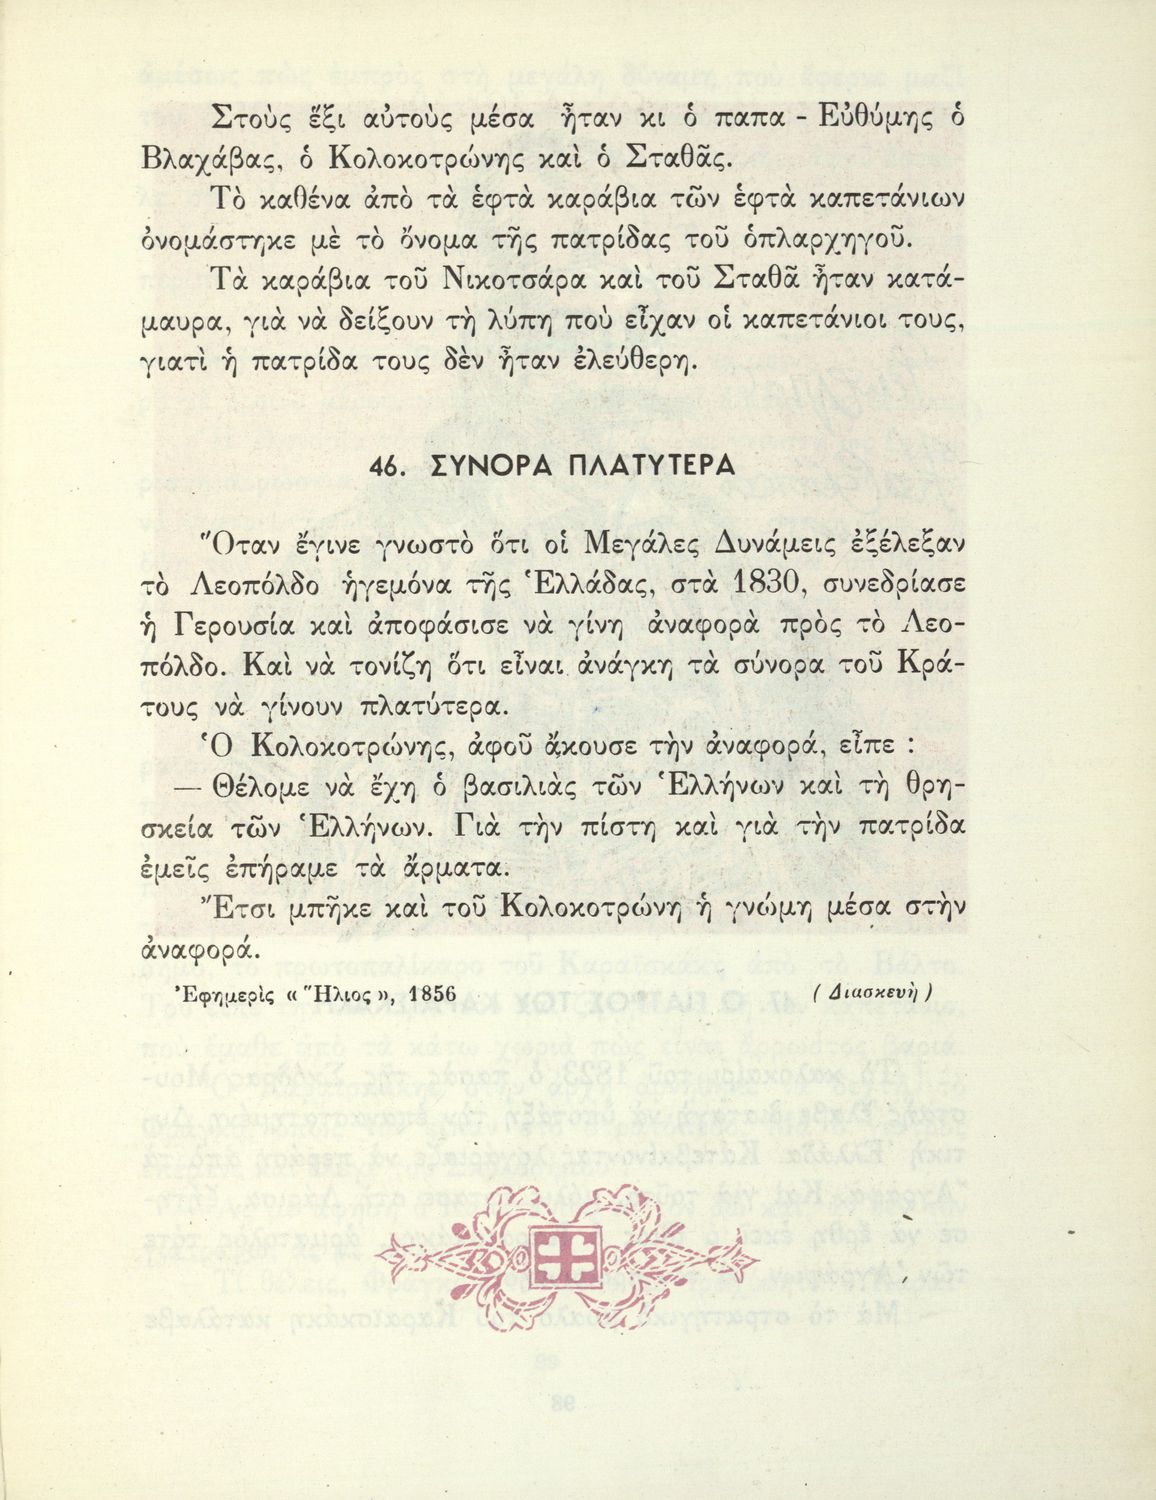 Στοὺς ἕξι αὐτοὺς μέσα ἦταν κι ὁ παπα - Εὐθύμης ὁ
Βλαχάβας, ὁ Κολοκοτρώνης καὶ ὁ Σταθᾶς.
Τὸ καθένα ἀπὸ τὰ ἑφτὰ καράβια τῶν ἑφτὰ καπετάνιων
ὀνομάστηκε μὲ τὸ ὄνομα τῆς πατρίδας τοῦ ὁπλαρχηγοῦ.
Τὰ καράβια τοῦ Νικοτσάρα καὶ τοῦ Σταθᾶ ἦταν κατά-
μαυρα, γιὰ νὰ δείξουν τὴ λύπη ποὺ εἶχαν οἱ καπετάνιοι τους,
γιατὶ ἡ πατρίδα τους δὲν ἦταν ἐλεύθερη.
46. ΣΥΝΟΡΑ ΠΛΑΤΥΤΕΡΑ
Ὅταν ἔγινε γνωστὸ ὅτι οἱ Μεγάλες Δυνάμεις ἐξέλεξαν
τὸ Λεοπόλδο ἡγεμόνα τῆς Ἑλλάδας, στὰ 1830, συνεδρίασε
ἡ Γερουσία καὶ ἀποφάσισε νὰ γίνη ἀναφορὰ πρὸς τὸ Λεο-
πόλδο. Καὶ νὰ τονίζη ὅτι εἶναι ἀνάγκη τὰ σύνορα τοῦ Κρά-
τους νὰ γίνουν πλατύτερα.
Ὁ Κολοκοτρώνης, ἀφοῦ ἄκουσε τὴν ἀναφορά, εἶπε :
— Θέλομε νὰ ἔχη ὁ βασιλιὰς τῶν Ἑλλήνων καὶ τὴ θρη-
σκεία τῶν Ἑλλήνων. Γιὰ τὴν πίστη καὶ γιὰ τὴν πατρίδα
ἐμεῖς ἐπήραμε τὰ ἄρματα.
Ἔτσι μπῆκε καὶ τοῦ Κολοκοτρώνη ἡ γνώμη μέσα στὴν
ἀναφορά.
Ἐφημερὶς « Ἥλιος », 1856 ( Διασκευὴ )